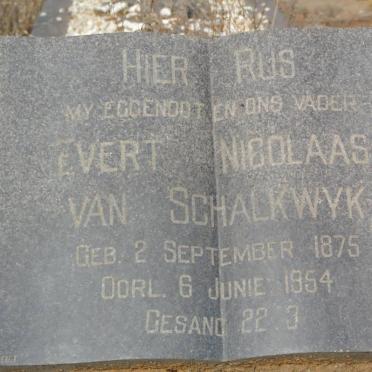 HIER RUS
MY EGGENOOT EN ONS VADER
EVERT NICOLAAS
VAN SCHALKWYK
GEB. 2 SEPTEMBER 1875
OORL. 6 JUNIE 1954
GESANG 22:3